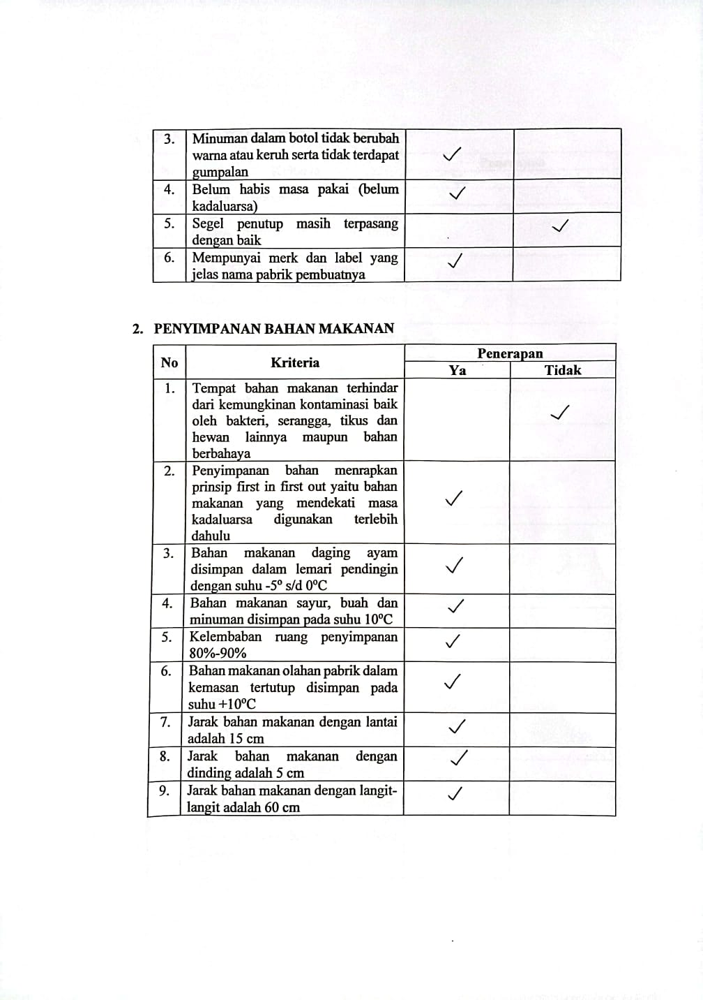 3. Minuman dalam botol tidak berubah
warna atau keruh serta tidak terdapat
gumpalan
✓
4. Belum habis masa pakai (belum
kadaluarsa)
✓
5. Segel penutup masih terpasang
dengan baik
✓
6. Mempunyai merk dan label yang
jelas nama pabrik pembuatnya
✓
2. PENYIMPANAN BAHAN MAKANAN
No Kriteria Penerapan
Ya Tidak
1. Tempat bahan makanan terhindar
dari kemungkinan kontaminasi baik
oleh bakteri, serangga, tikus dan
hewan lainnya maupun bahan
berbahaya
✓
2. Penyimpanan bahan menrapkan
prinsip first in first out yaitu bahan
makanan yang mendekati masa
kadaluarsa digunakan terlebih
dahulu
✓
3. Bahan makanan daging ayam
disimpan dalam lemari pendingin
dengan suhu -5⁰ s/d 0⁰C
✓
4. Bahan makanan sayur, buah dan
minuman disimpan pada suhu 10⁰C
✓
5. Kelembaban ruang penyimpanan
80%-90%
✓
6. Bahan makanan olahan pabrik dalam
kemasan tertutup disimpan pada
suhu +10⁰C
✓
7. Jarak bahan makanan dengan lantai
adalah 15 cm
✓
8. Jarak bahan makanan dengan
dinding adalah 5 cm
✓
9. Jarak bahan makanan dengan langit-
langit adalah 60 cm
✓